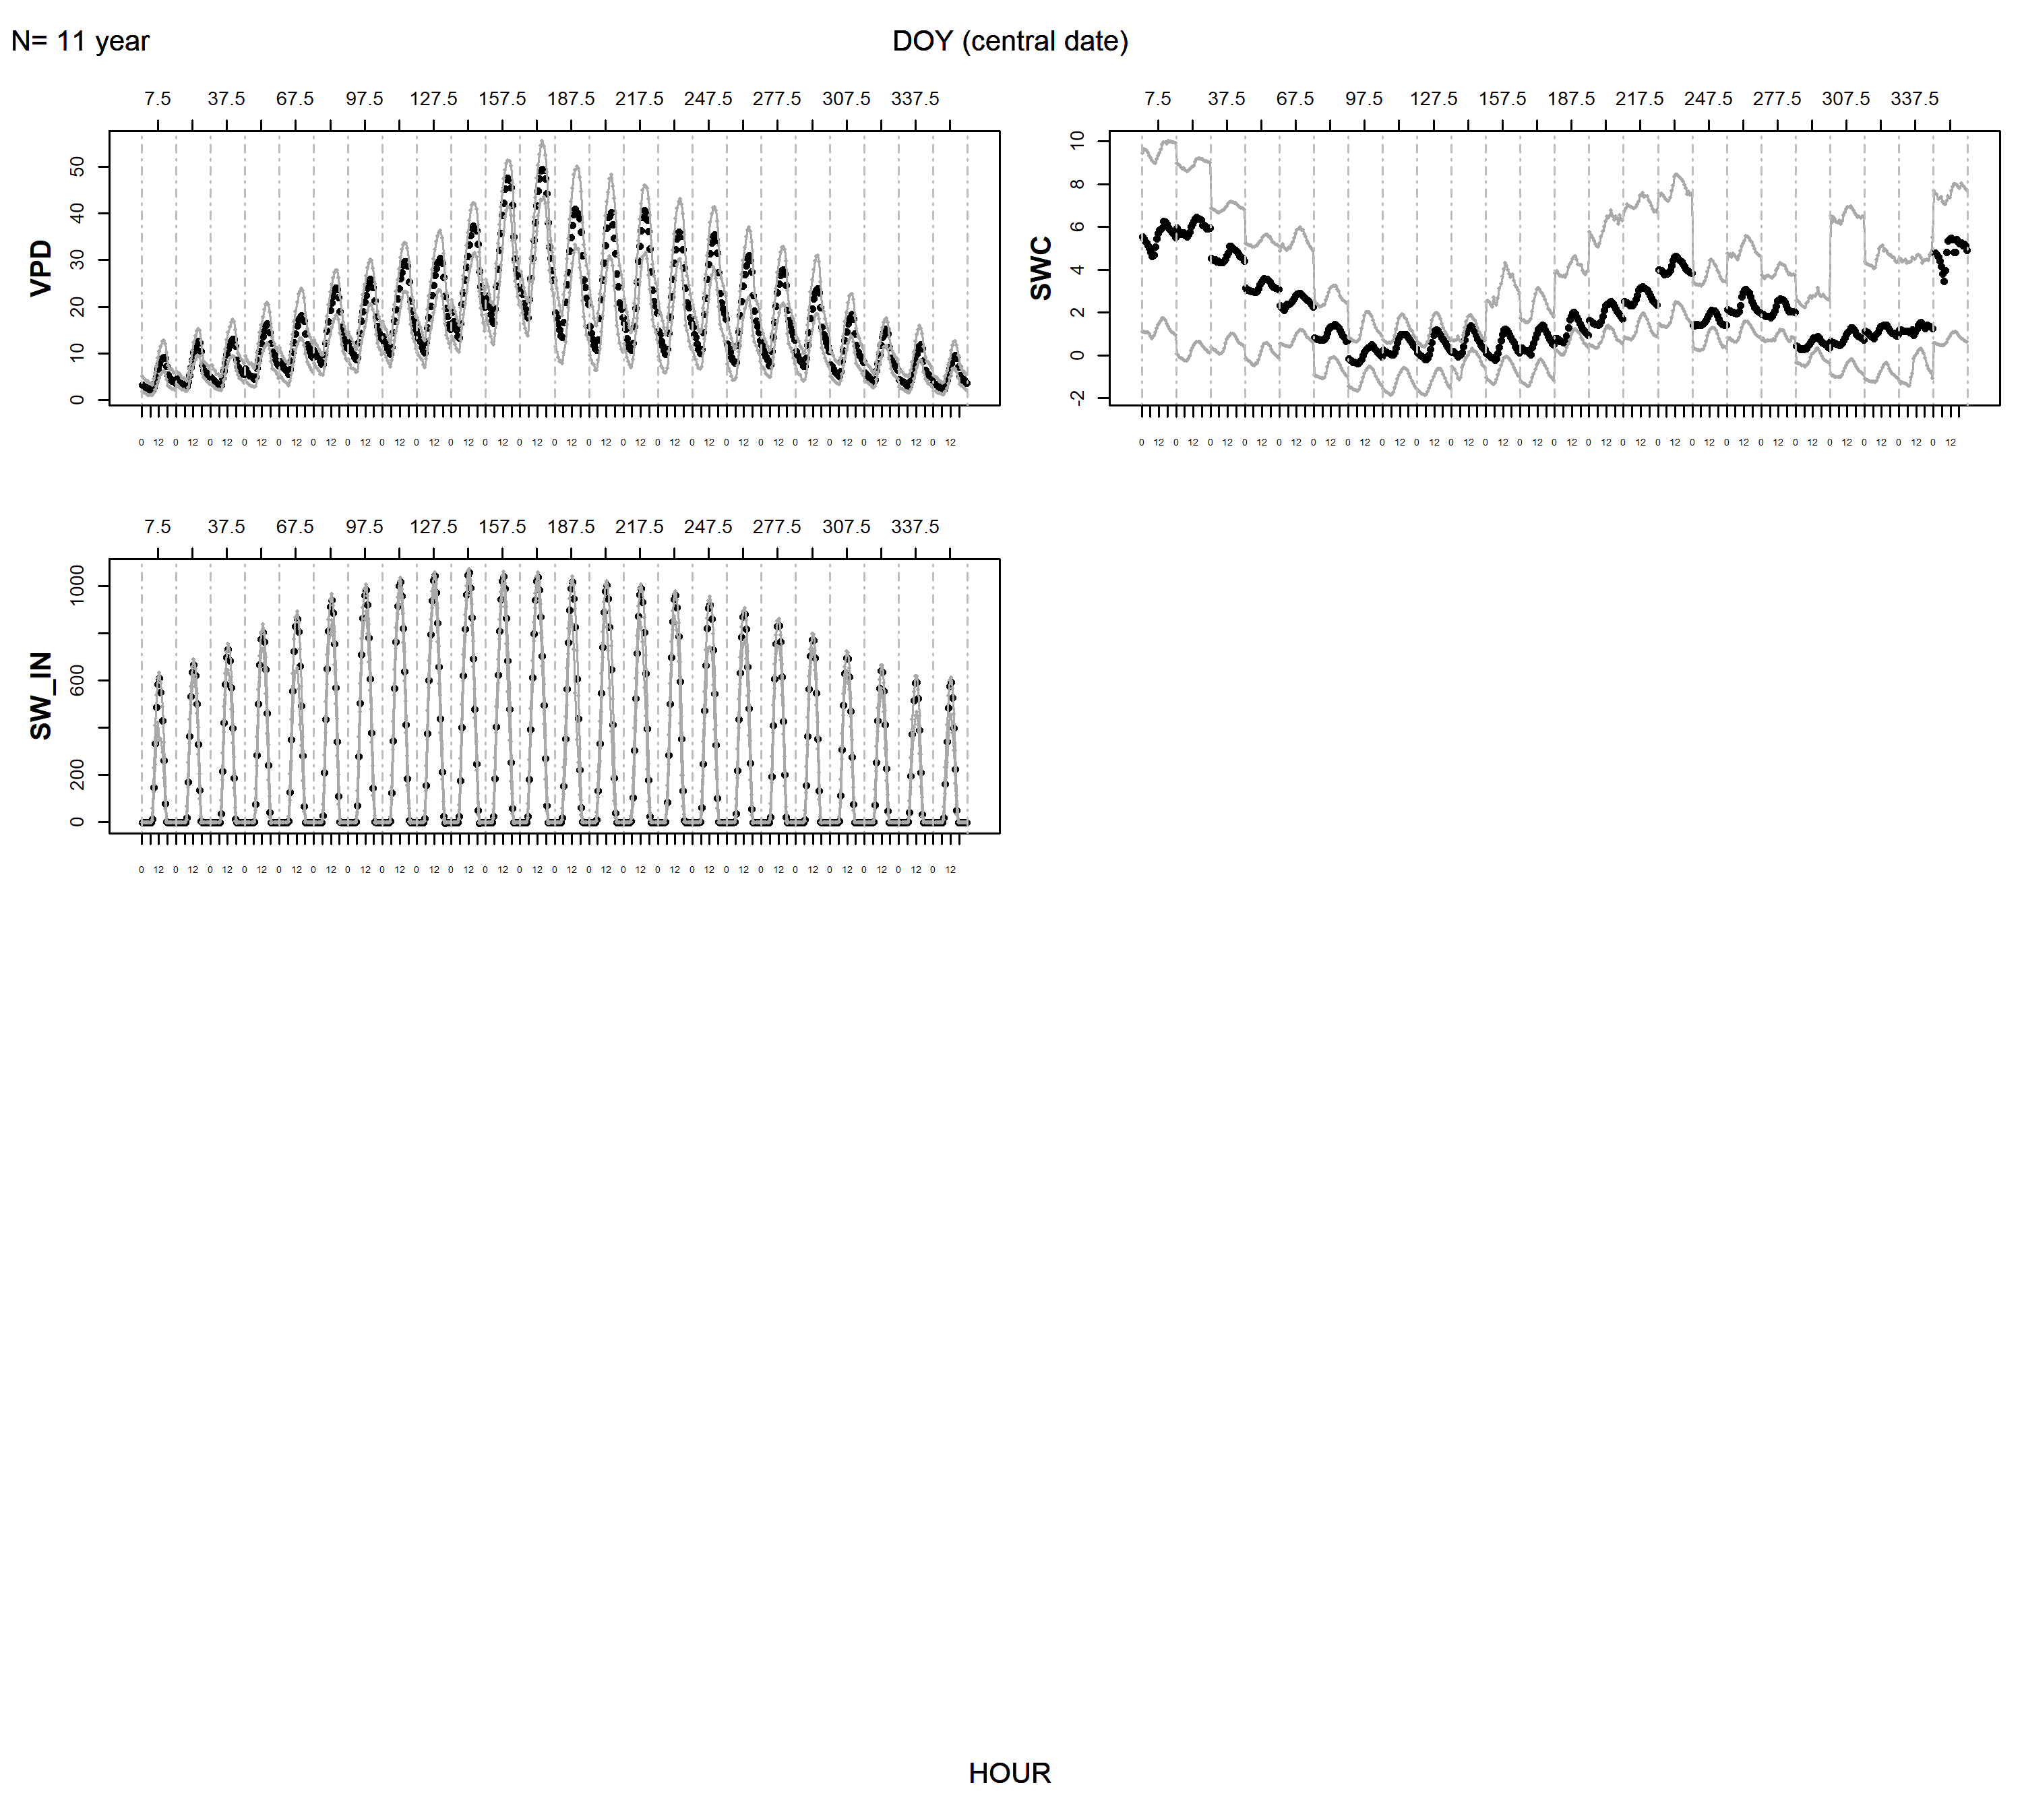 N= 11 year
DOY (central date)
7.5 37.5 67.5 97.5 127.5 157.5 187.5 217.5 247.5 277.5 307.5 337.5
VPD
0 10 20 30 40 50
0 12 0 12 0 12 0 12 0 12 0 12 0 12 0 12 0 12 0 12 0 12 0 12 0 12 0 12 0 12 0 12 0 12 0 12 0 12 0 12 0 12 0 12 0 12 0 12
7.5 37.5 67.5 97.5 127.5 157.5 187.5 217.5 247.5 277.5 307.5 337.5
SWC
-2 0 2 4 6 8 10
0 12 0 12 0 12 0 12 0 12 0 12 0 12 0 12 0 12 0 12 0 12 0 12 0 12 0 12 0 12 0 12 0 12 0 12 0 12 0 12 0 12 0 12 0 12 0 12
7.5 37.5 67.5 97.5 127.5 157.5 187.5 217.5 247.5 277.5 307.5 337.5
SW_IN
0 200 600 1000
0 12 0 12 0 12 0 12 0 12 0 12 0 12 0 12 0 12 0 12 0 12 0 12 0 12 0 12 0 12 0 12 0 12 0 12 0 12 0 12 0 12 0 12 0 12 0 12
HOUR